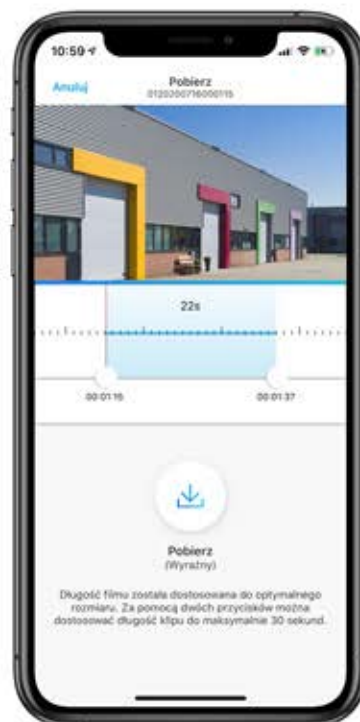 10:59
Anuluj
Pobierz
0120200716000115
22s
00:01:16
00:01:37
Pobierz
(Wyraźny)
Długość filmu została dostosowana do optymalnego
rozmiaru. Za pomocą dwóch przycisków można
dostosować długość klipu do maksymalnie 30 sekund.